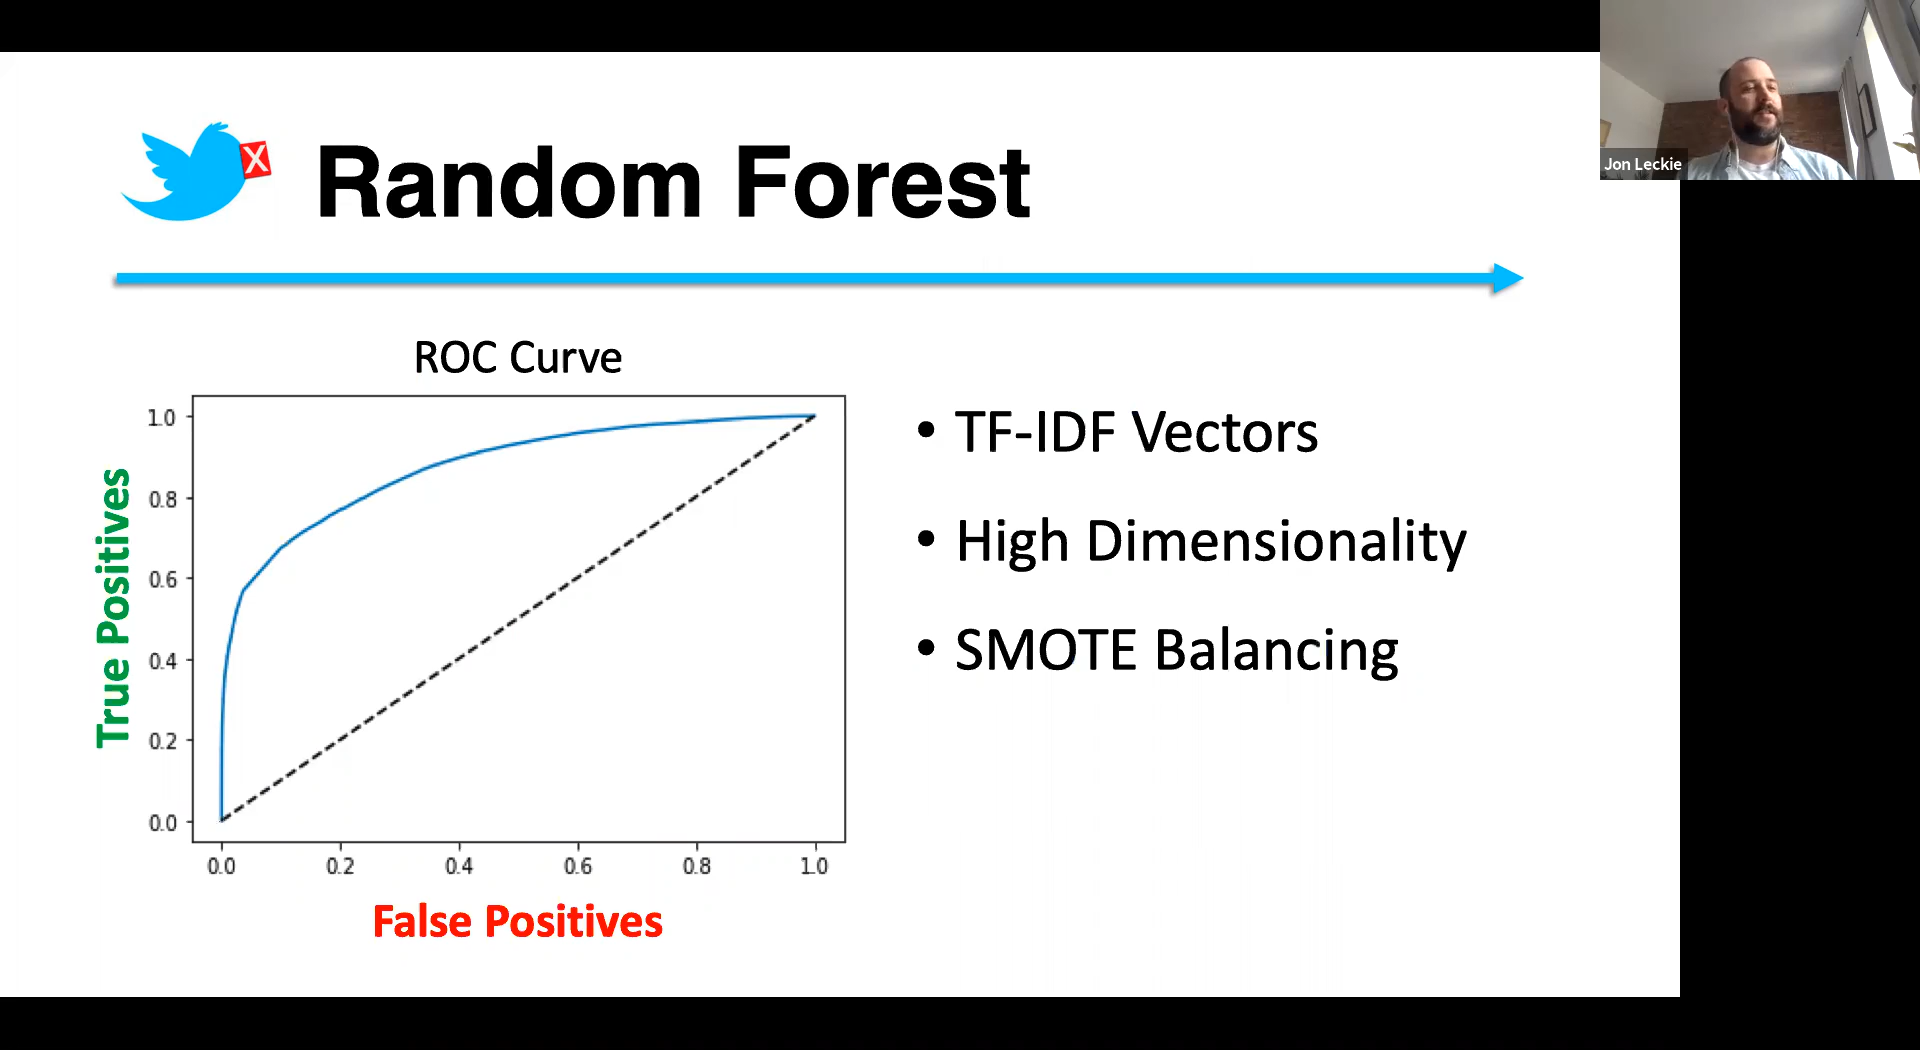 X
Random Forest
Jon Leckie
ROC Curve
True Positives
1.0
0.8
0.6
0.4
0.2
0.0
0.0 0.2 0.4 0.6 0.8 1.0
False Positives
• TF-IDF Vectors
• High Dimensionality
• SMOTE Balancing